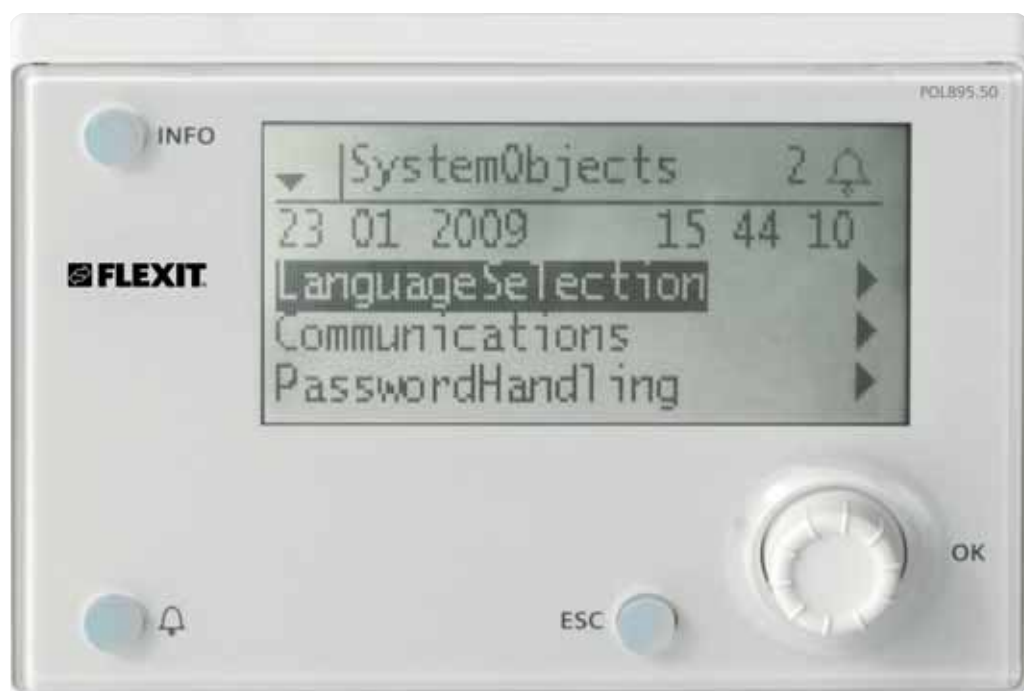 POL895.50
INFO
SystemObjects 2
23 01 2009 15 44 10
FLEXIT
LanguageSelection
Communications
PasswordHandling
OK
ESC